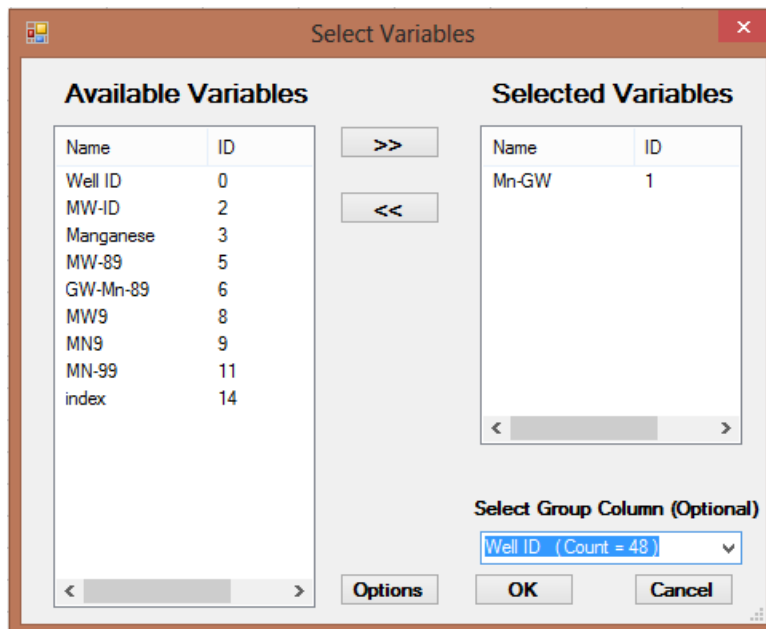 Select Variables
Available Variables
Name ID
Well ID 0
MW-ID 2
Manganese 3
MW-89 5
GW-Mn-89 6
MW9 8
MN9 9
MN-99 11
index 14
>>
<<
Selected Variables
Name ID
Mn-GW 1
Select Group Column (Optional)
Well ID ( Count = 48 )
Options OK Cancel